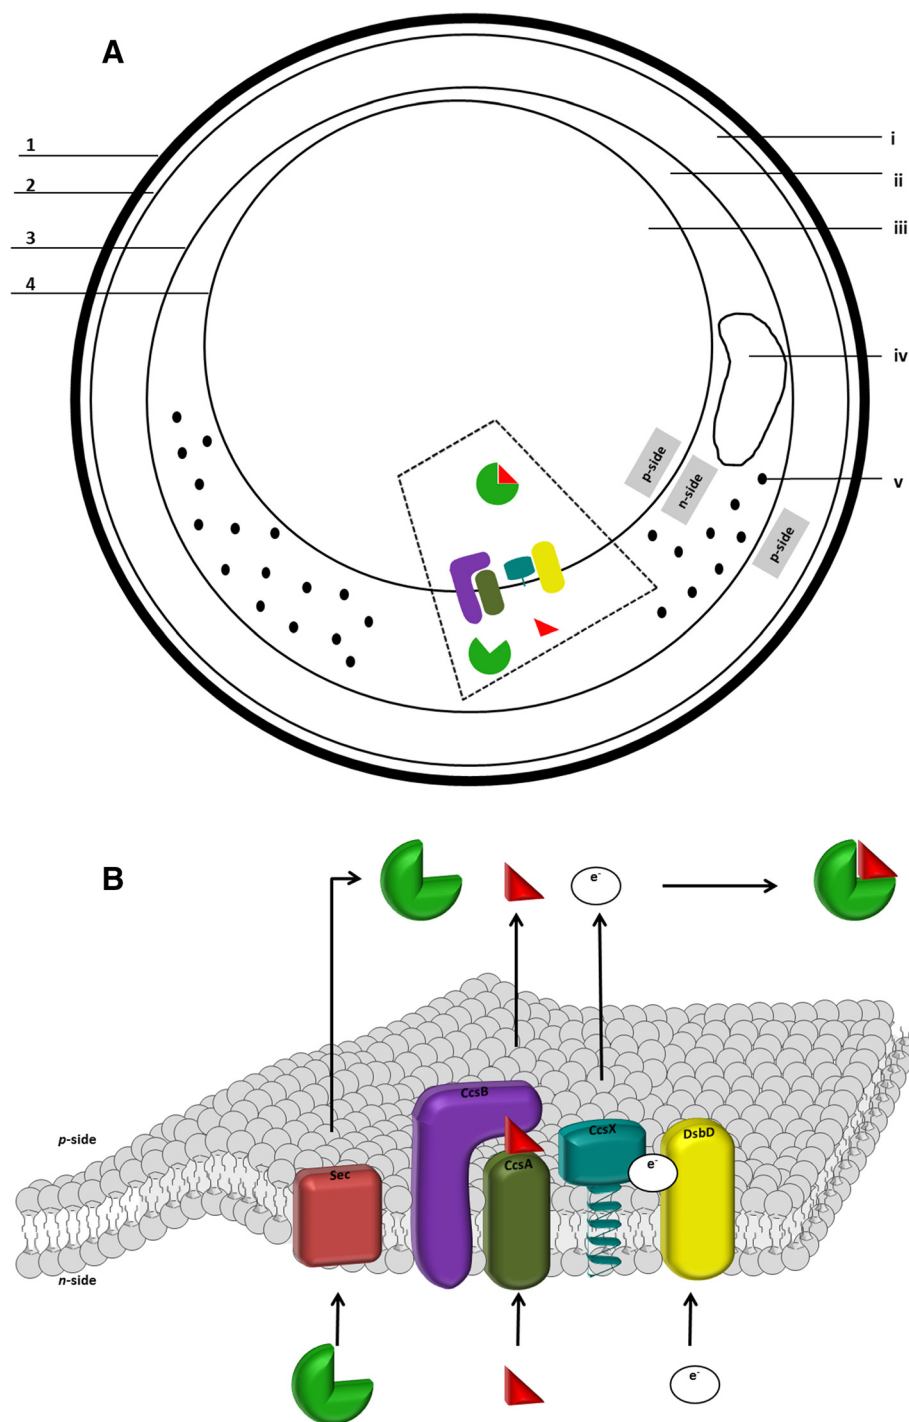 A
1
2
3
4
i
ii
iii
iv
v
p-side
n-side
p-side
B
e-
CcsB
CcsX
DsbD
p-side
Sec
CcsA
e-
n-side
e-